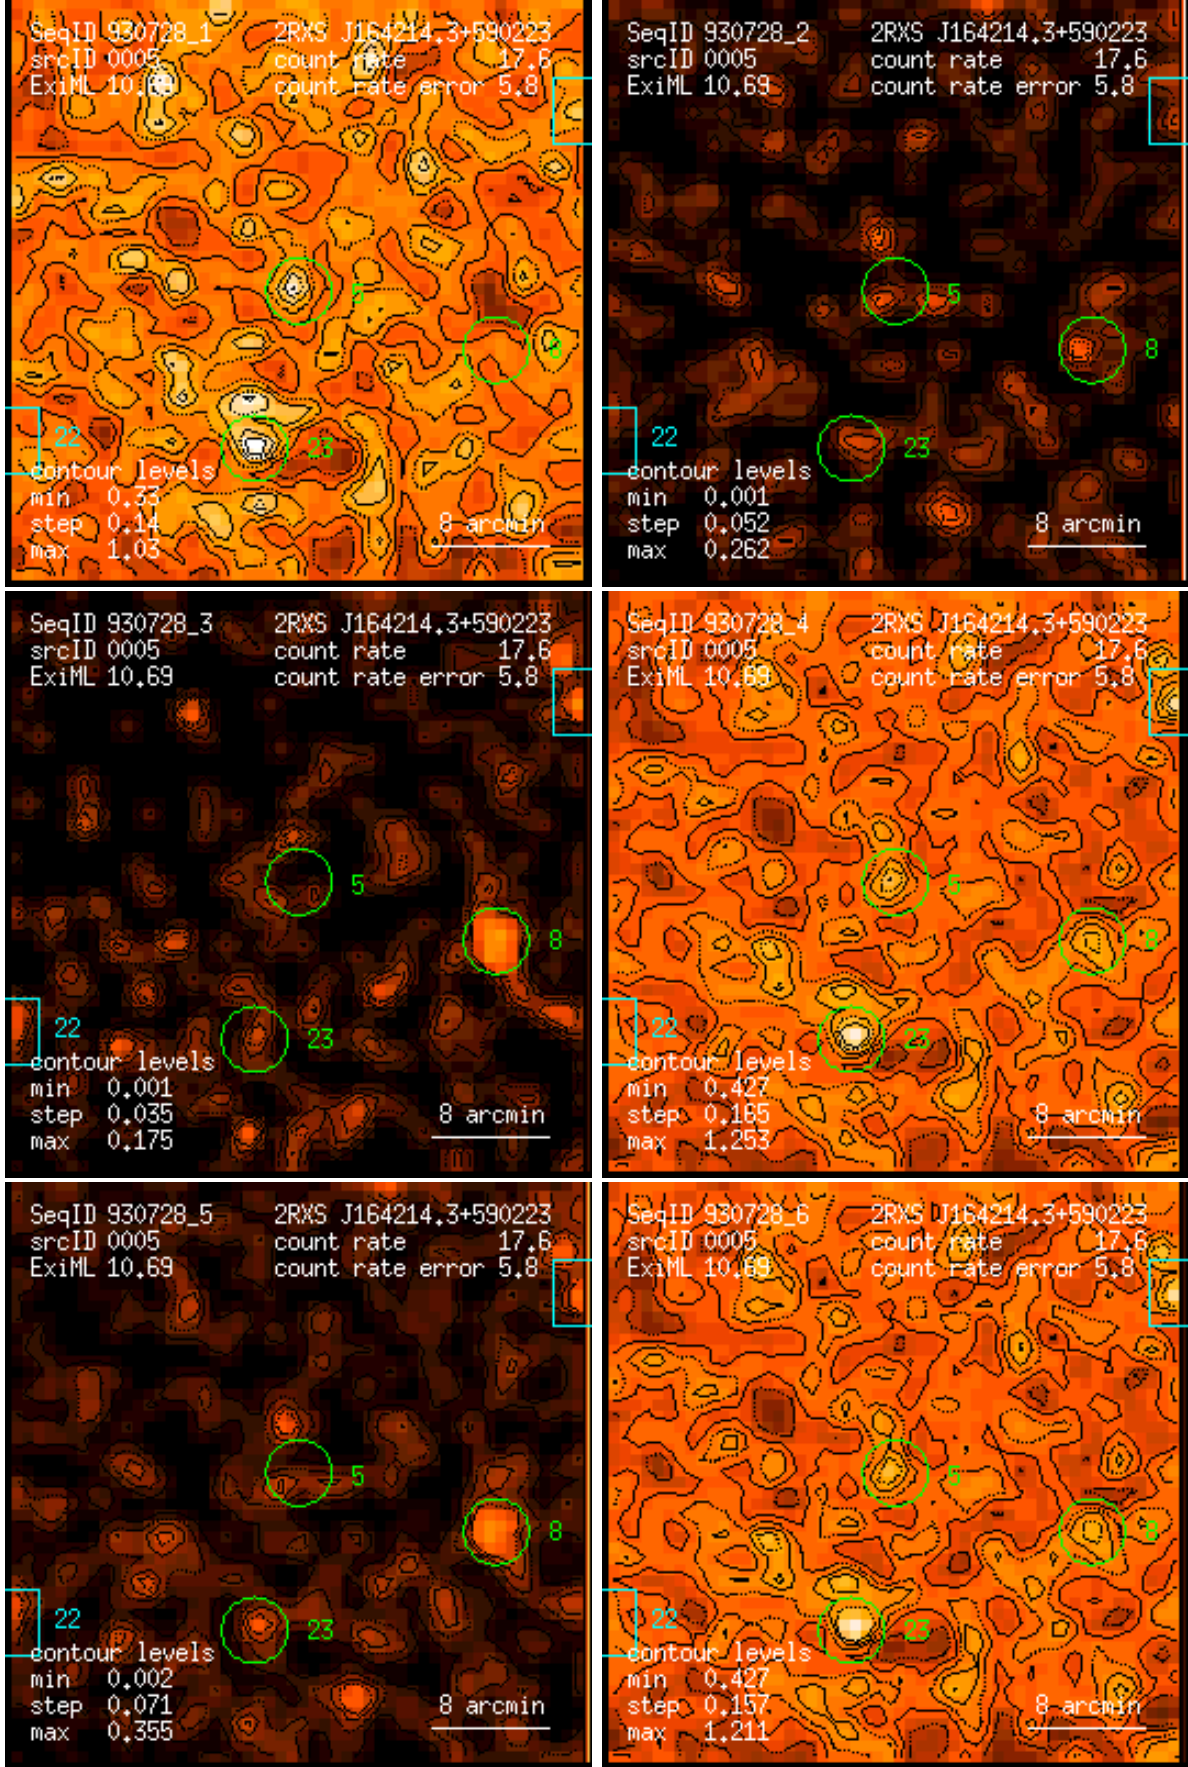 SeqID 930728_1 2RXS J164214.3+590223
srcID 0005 count rate 17.6
ExiML 10.69 count rate error 5.8
5
8
22 23
contour levels
min 0.33
step 0.14 8 arcmin
max 1.03
SeqID 930728_2 2RXS J164214.3+590223
srcID 0005 count rate 17.6
ExiML 10.69 count rate error 5.8
5
8
22 23
contour levels
min 0.001
step 0.052 8 arcmin
max 0.262
SeqID 930728_3 2RXS J164214.3+590223
srcID 0005 count rate 17.6
ExiML 10.69 count rate error 5.8
5
8
22 23
contour levels
min 0.001
step 0.035 8 arcmin
max 0.175
SeqID 930728_4 2RXS J164214.3+590223
srcID 0005 count rate 17.6
ExiML 10.69 count rate error 5.8
5
8
22 23
contour levels
min 0.427
step 0.165 8 arcmin
max 1.253
SeqID 930728_5 2RXS J164214.3+590223
srcID 0005 count rate 17.6
ExiML 10.69 count rate error 5.8
5
8
22 23
contour levels
min 0.002
step 0.071 8 arcmin
max 0.355
SeqID 930728_6 2RXS J164214.3+590223
srcID 0005 count rate 17.6
ExiML 10.69 count rate error 5.8
5
8
22 23
contour levels
min 0.427
step 0.157 8 arcmin
max 1.211